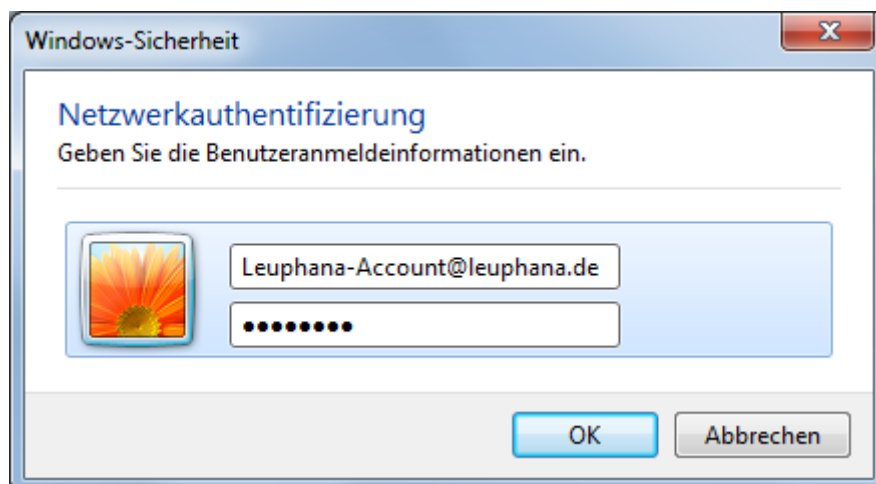 Windows-Sicherheit
Netzwerkauthentifizierung
Geben Sie die Benutzeranmeldeinformationen ein.
Leuphana-Account@leuphana.de
●●●●●●●●
OK
Abbrechen